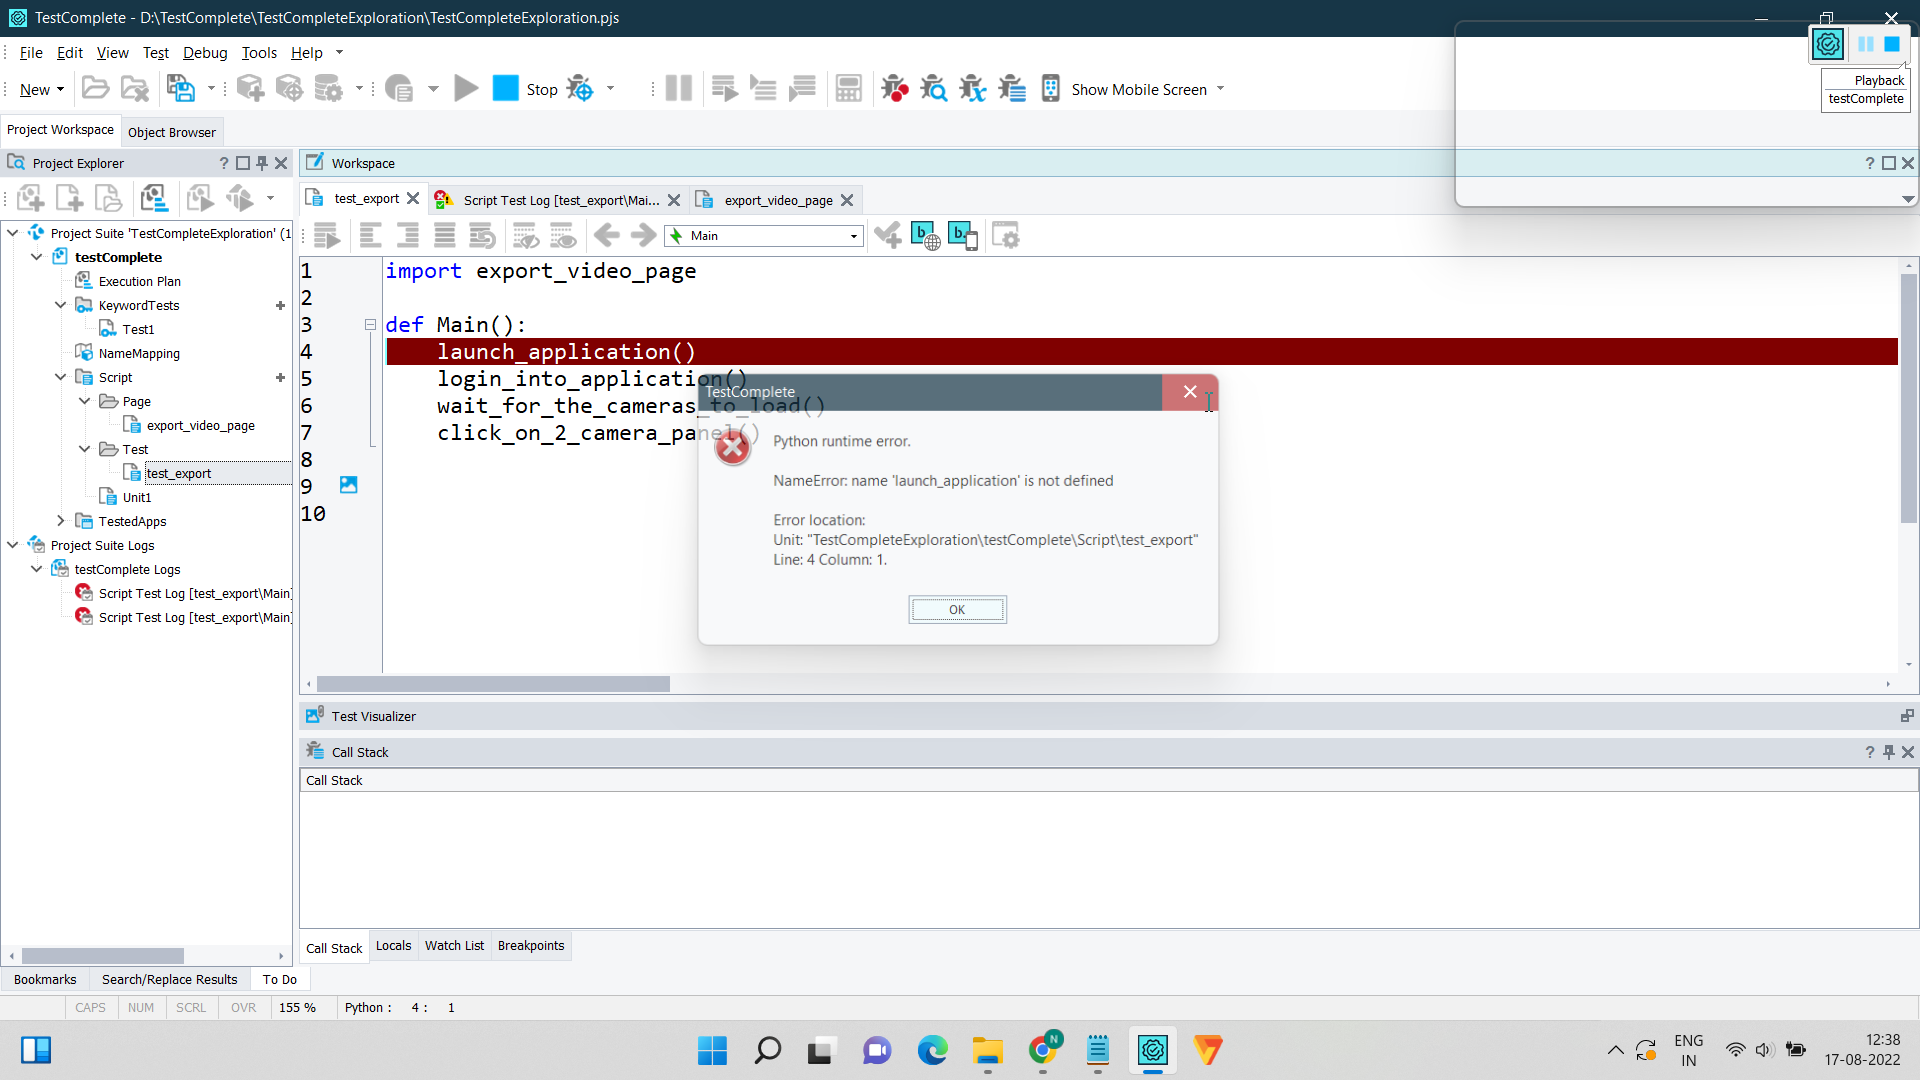 TestComplete - D:\TestComplete\TestCompleteExploration\TestCompleteExploration.pjs
File Edit View Test Debug Tools Help
New Stop Show Mobile Screen
Playback
testComplete
Project Workspace Object Browser
Project Explorer
Workspace
test_export Script Test Log [test_export\Mai... export_video_page
Main
Project Suite 'TestCompleteExploration' (1
testComplete
Execution Plan
KeywordTests
Test1
NameMapping
Script
Page
export_video_page
Test
test_export
Unit1
TestedApps
Project Suite Logs
testComplete Logs
Script Test Log [test_export\Main]
Script Test Log [test_export\Main]
1 import export_video_page
2
3 def Main():
4 launch_application()
5 login_into_application()
6 wait_for_the_cameras_to_load()
7 click_on_2_camera_panel()
8
9
10
TestComplete
Python runtime error.
NameError: name 'launch_application' is not defined
Error location:
Unit: "TestCompleteExploration\testComplete\Script\test_export"
Line: 4 Column: 1.
OK
Test Visualizer
Call Stack
Call Stack
Call Stack Locals Watch List Breakpoints
Bookmarks Search/Replace Results To Do
CAPS NUM SCRL OVR 155 % Python : 4 : 1
N
ENG
IN
12:38
17-08-2022